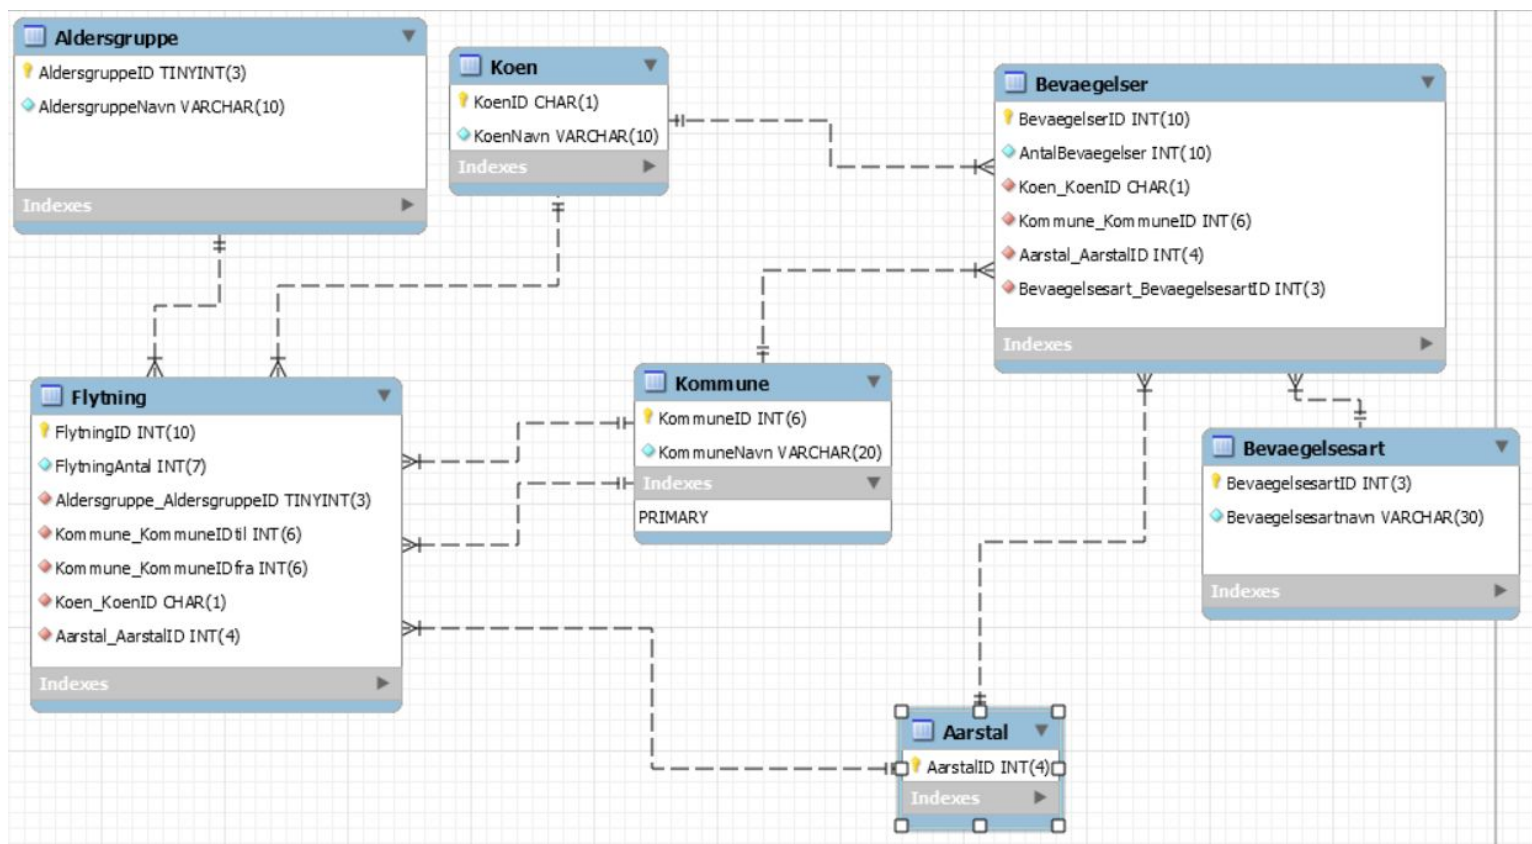 Aldersgruppe
AldersgruppeID TINYINT(3)
AldersgruppeNavn VARCHAR(10)
Indexes
Koen
KoenID CHAR(1)
KoenNavn VARCHAR(10)
Indexes
Bevaegelser
BevaegelserID INT(10)
AntalBevaegelser INT(10)
Koen_KoenID CHAR(1)
Kommune_KommuneID INT(6)
Aarstal_AarstalID INT(4)
Bevaegelsesart_BevaegelsesartID INT(3)
Indexes
Flytning
FlytningID INT(10)
FlytningAntal INT(7)
Aldersgruppe_AldersgruppeID TINYINT(3)
Kommune_KommuneIDtil INT(6)
Kommune_KommuneIDfra INT(6)
Koen_KoenID CHAR(1)
Aarstal_AarstalID INT(4)
Indexes
Kommune
KommuneID INT(6)
KommuneNavn VARCHAR(20)
Indexes
PRIMARY
Bevaegelsesart
BevaegelsesartID INT(3)
Bevaegelsesartnavn VARCHAR(30)
Indexes
Aarstal
AarstalID INT(4)
Indexes